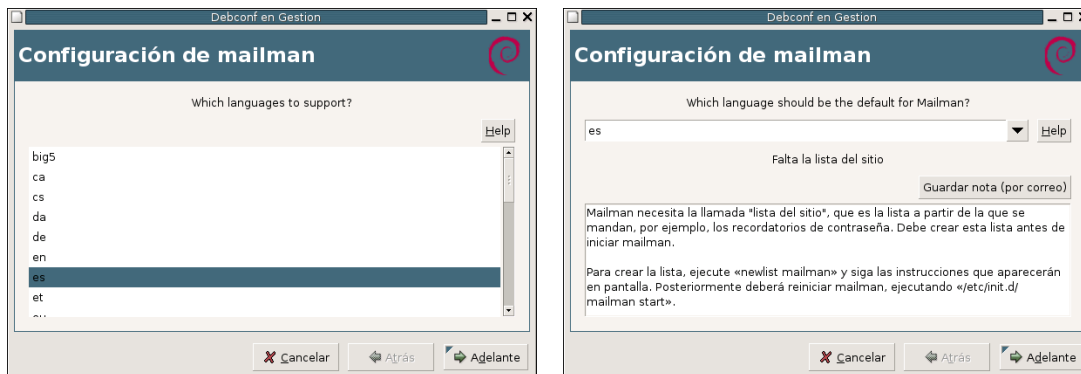 Debconf en Gestion
Configuración de mailman
Which languages to support?
Help
big5
ca
cs
da
de
en
es
et
Cancelar
Atrás
Adelante
Debconf en Gestion
Configuración de mailman
Which language should be the default for Mailman?
es
Help
Falta la lista del sitio
Guardar nota (por correo)
Mailman necesita la llamada "lista del sitio", que es la lista a partir de la que se
mandan, por ejemplo, los recordatorios de contraseña. Debe crear esta lista antes de
iniciar mailman.
Para crear la lista, ejecute «newlist mailman» y siga las instrucciones que aparecerán
en pantalla. Posteriormente deberá reiniciar mailman, ejecutando «/etc/init.d/
mailman start».
Cancelar
Atrás
Adelante